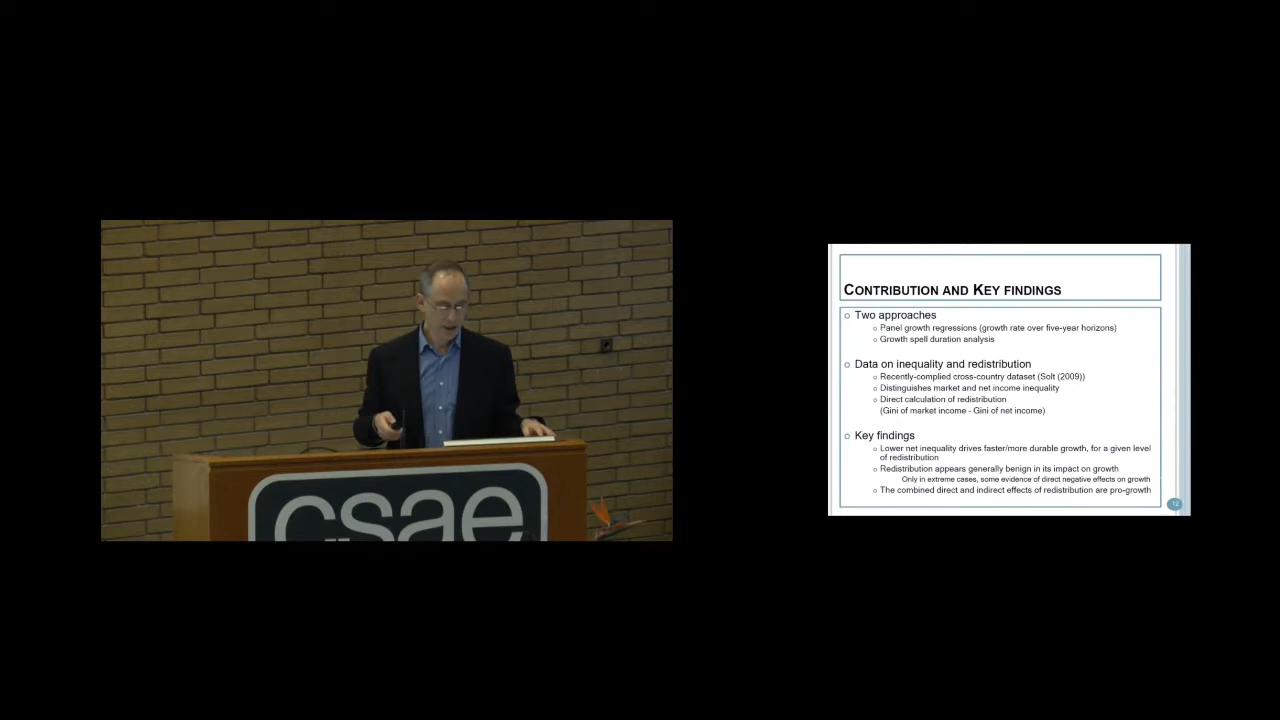 csae
CONTRIBUTION AND KEY FINDINGS
Two approaches
Panel growth regressions (growth rate over five-year horizons)
Growth spell duration analysis
Data on inequality and redistribution
Recently-complied cross-country dataset (Solt (2009))
Distinguishes market and net income inequality
Direct calculation of redistribution
(Gini of market income - Gini of net income)
Key findings
Lower net inequality drives faster/more durable growth, for a given level
of redistribution
Redistribution appears generally benign in its impact on growth
Only in extreme cases, some evidence of direct negative effects on growth
The combined direct and indirect effects of redistribution are pro-growth
12